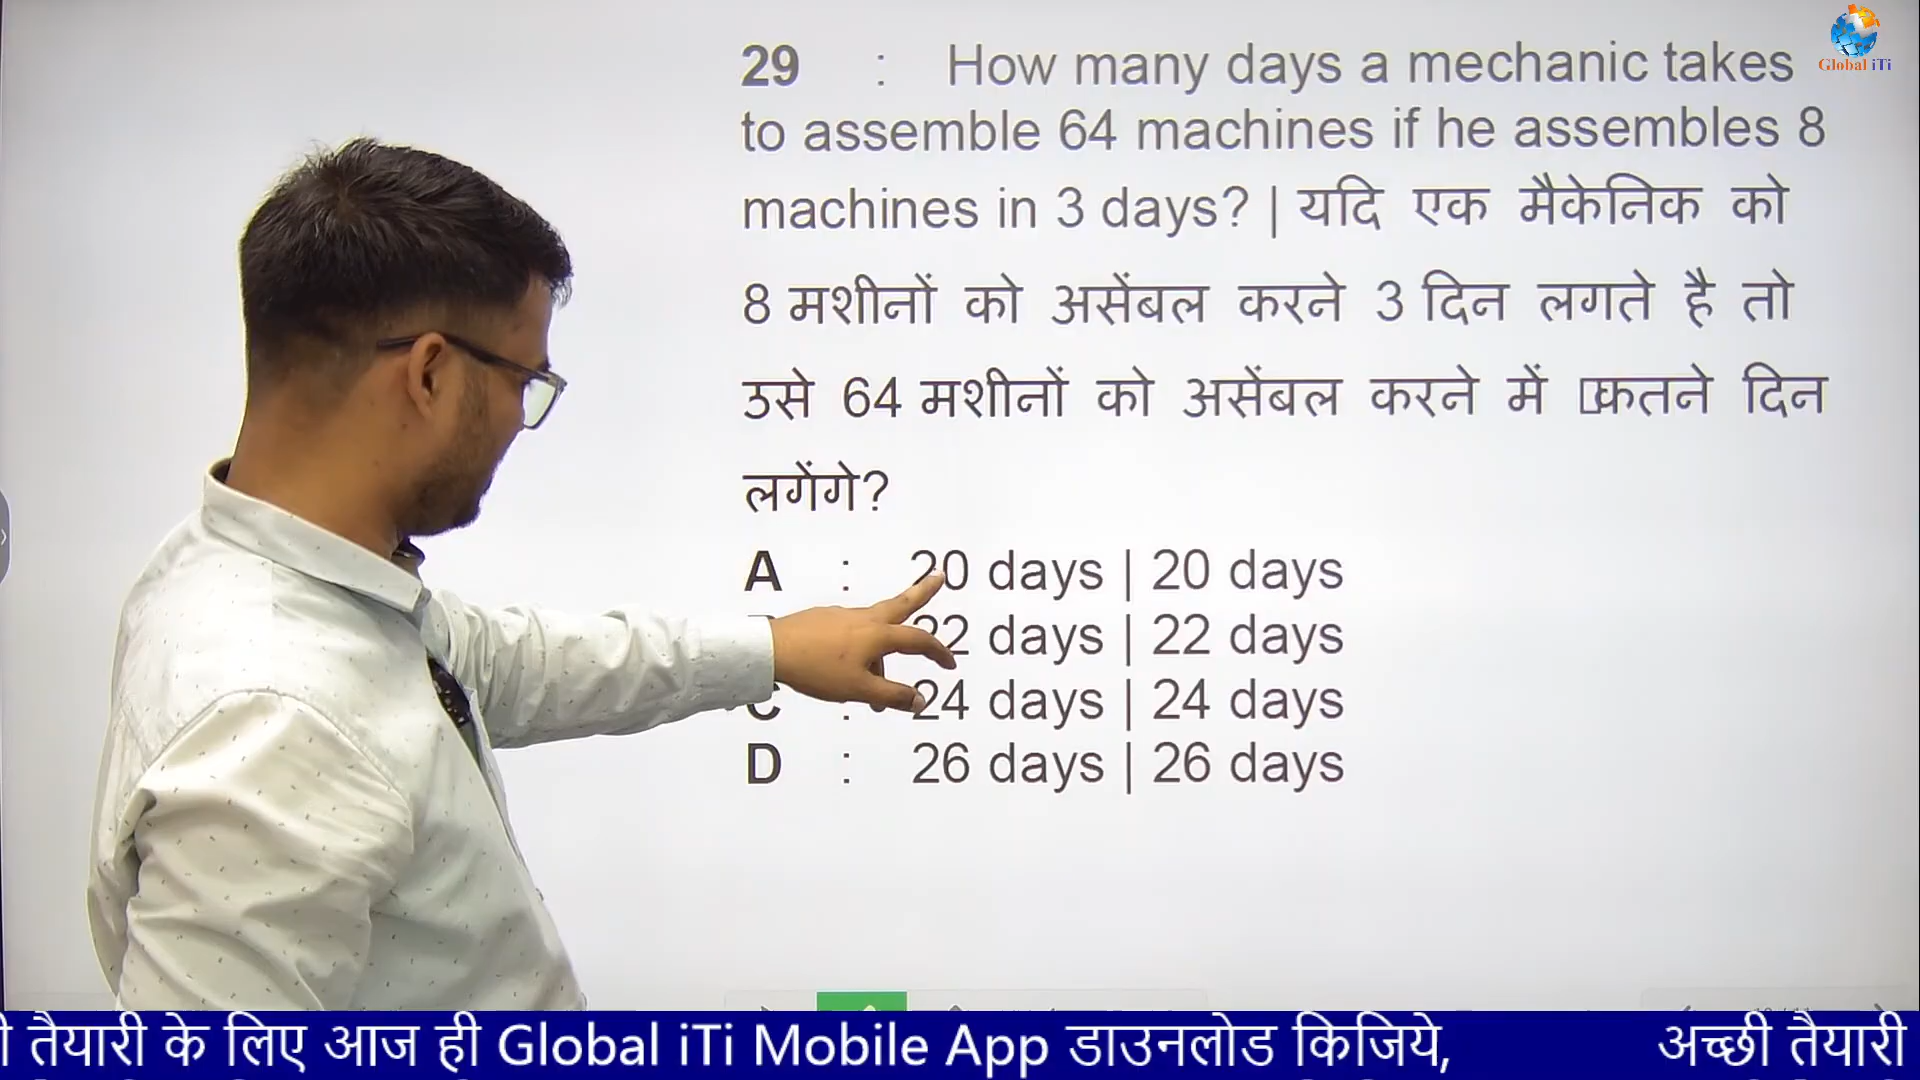 Global iTi
29 : How many days a mechanic takes
to assemble 64 machines if he assembles 8
machines in 3 days? | यदि एक मैकेनिक को
8 मशीनों को असेंबल करने 3 दिन लगते है तो
उसे 64 मशीनों को असेंबल करने में कतने दिन
लगेंगे?
A : 20 days | 20 days
22 days | 22 days
C : 24 days | 24 days
D : 26 days | 26 days
तैयारी के लिए आज ही Global iTi Mobile App डाउनलोड किजिये, अच्छी तैयारी